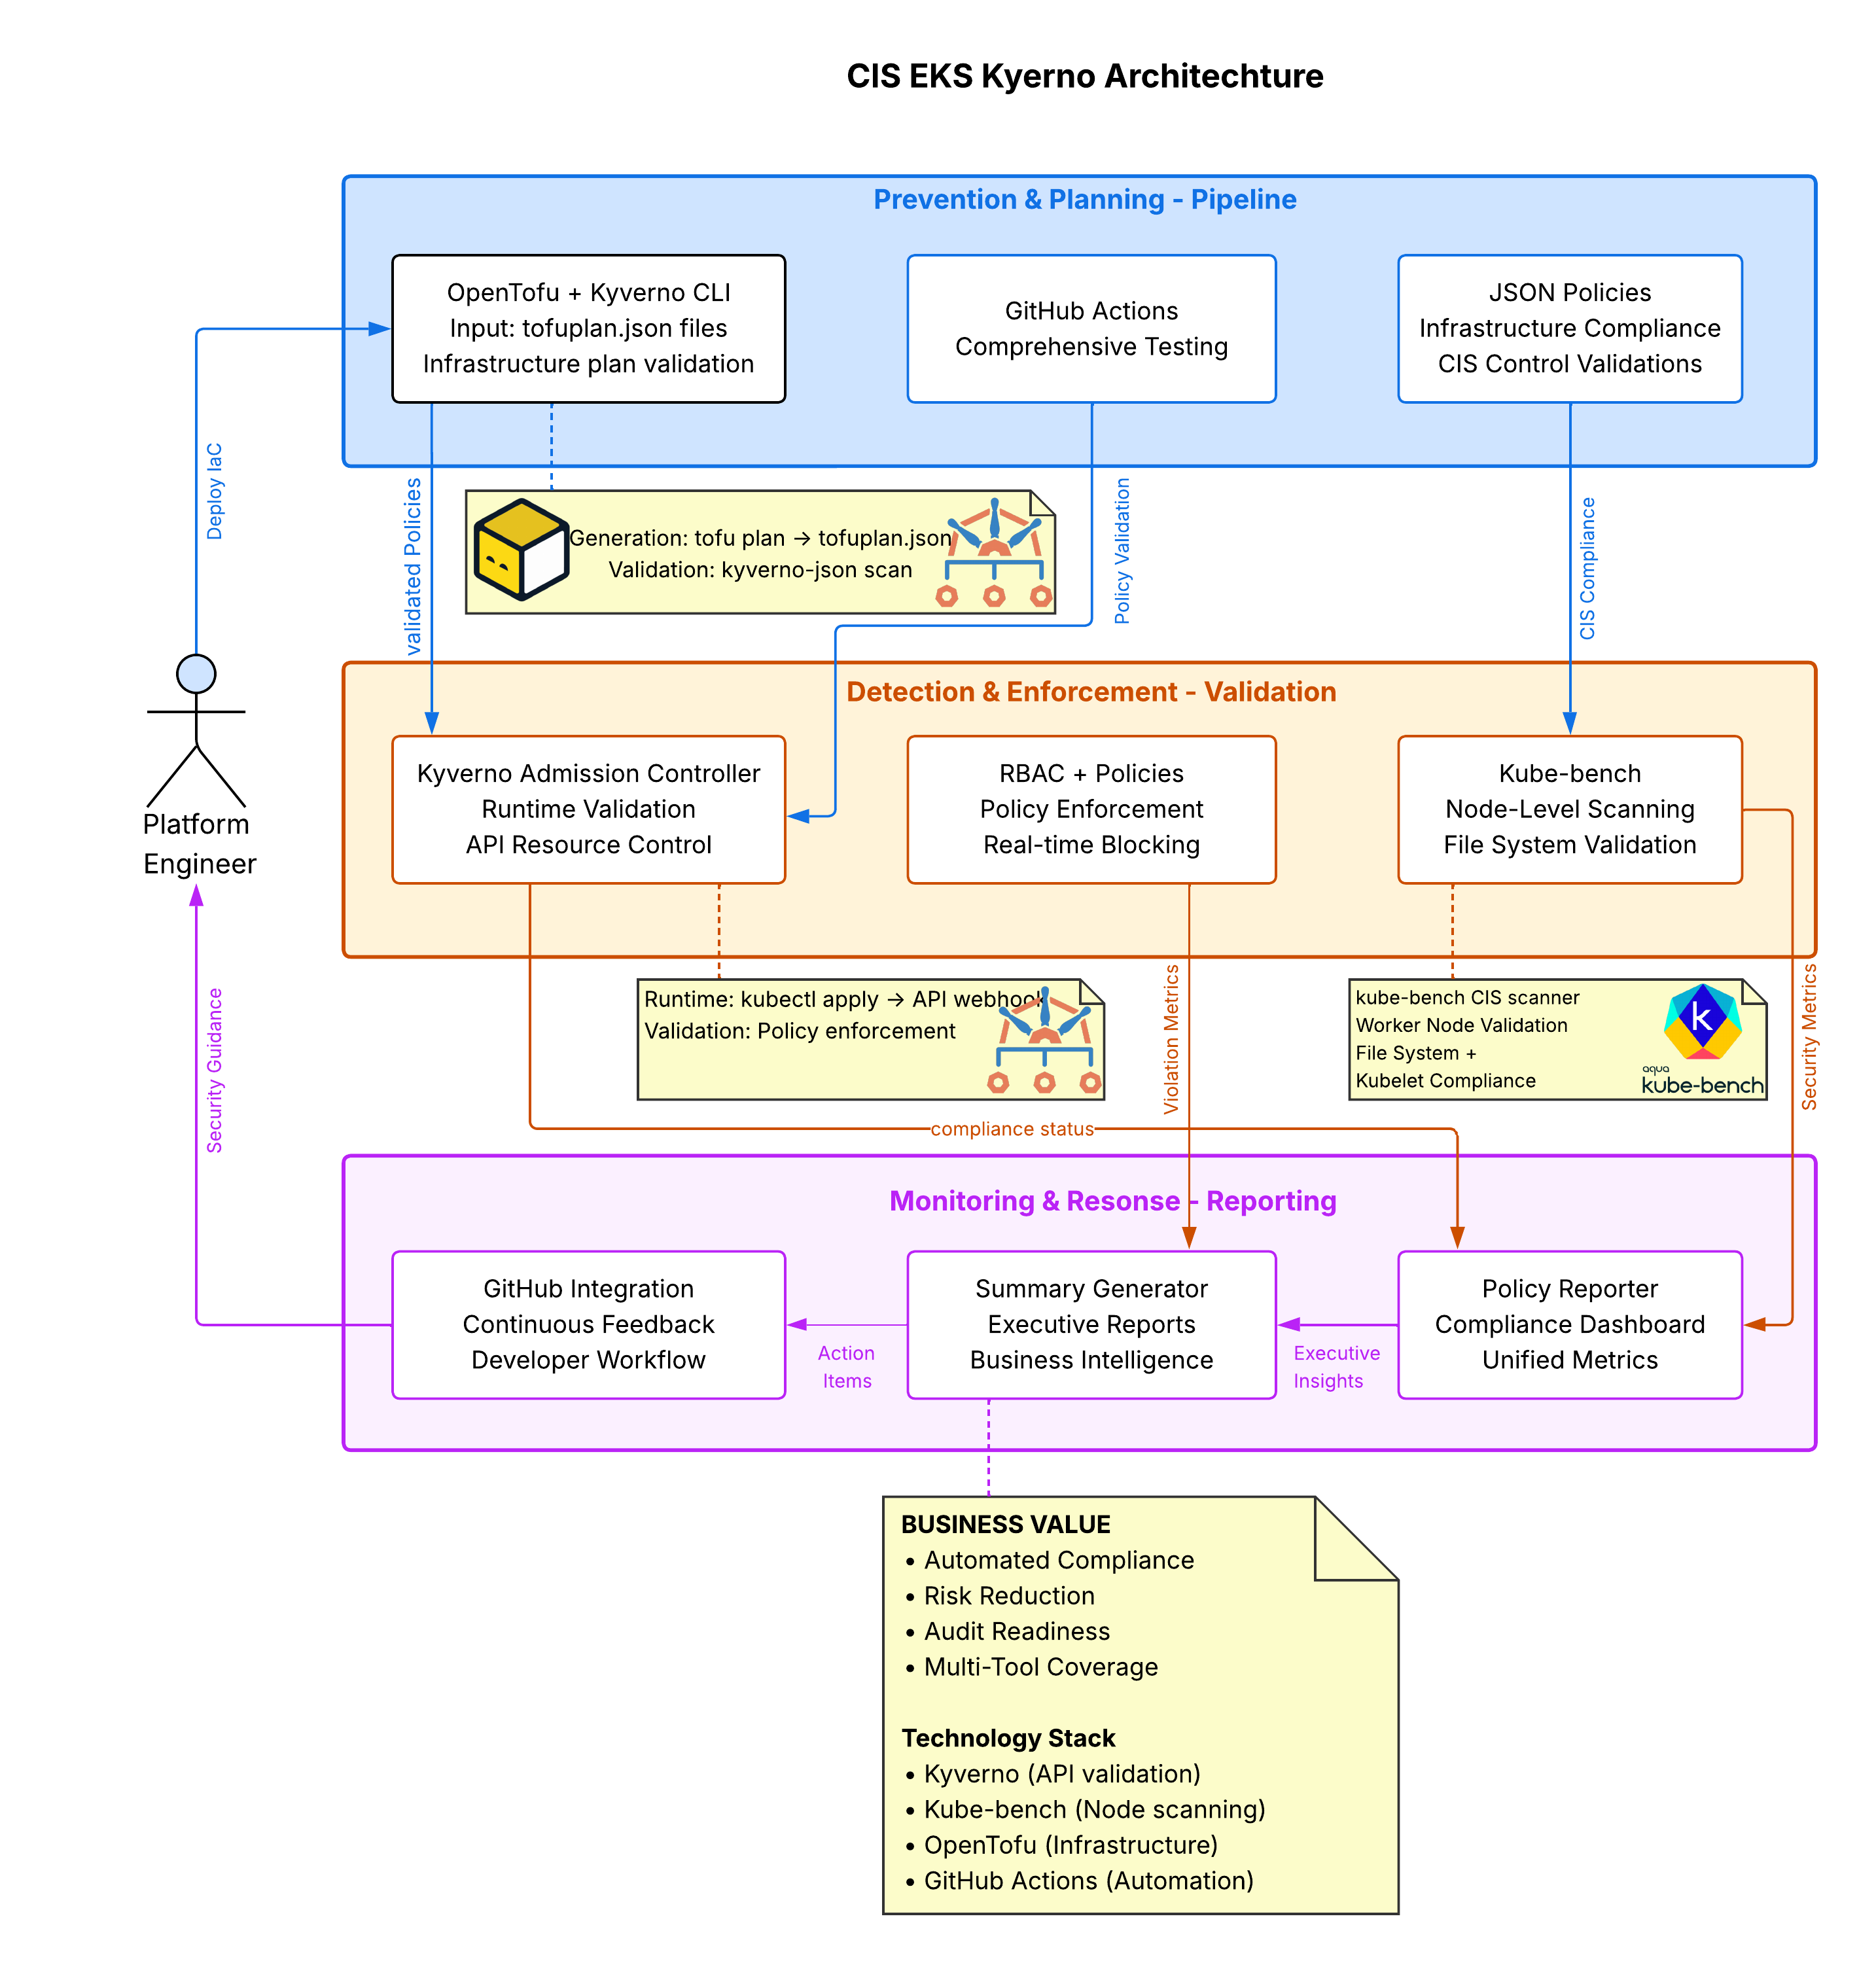 CIS EKS Kyerno Architechture
Prevention & Planning - Pipeline
OpenTofu + Kyverno CLI
Input: tofuplan.json files
Infrastructure plan validation
GitHub Actions
Comprehensive Testing
JSON Policies
Infrastructure Compliance
CIS Control Validations
Deploy IaC
validated Policies
Generation: tofu plan → tofuplan.json
Validation: kyverno-json scan
Policy Validation
CIS Compliance
Platform
Engineer
Detection & Enforcement - Validation
Kyverno Admission Controller
Runtime Validation
API Resource Control
RBAC + Policies
Policy Enforcement
Real-time Blocking
Kube-bench
Node-Level Scanning
File System Validation
Security Guidance
Runtime: kubectl apply → API webhook
Validation: Policy enforcement
Violation Metrics
kube-bench CIS scanner
Worker Node Validation
File System +
Kubelet Compliance
k
aqua
kube-bench
Security Metrics
compliance status
Monitoring & Resonse - Reporting
GitHub Integration
Continuous Feedback
Developer Workflow
Action
Items
Summary Generator
Executive Reports
Business Intelligence
Executive
Insights
Policy Reporter
Compliance Dashboard
Unified Metrics
BUSINESS VALUE
• Automated Compliance
• Risk Reduction
• Audit Readiness
• Multi-Tool Coverage
Technology Stack
• Kyverno (API validation)
• Kube-bench (Node scanning)
• OpenTofu (Infrastructure)
• GitHub Actions (Automation)